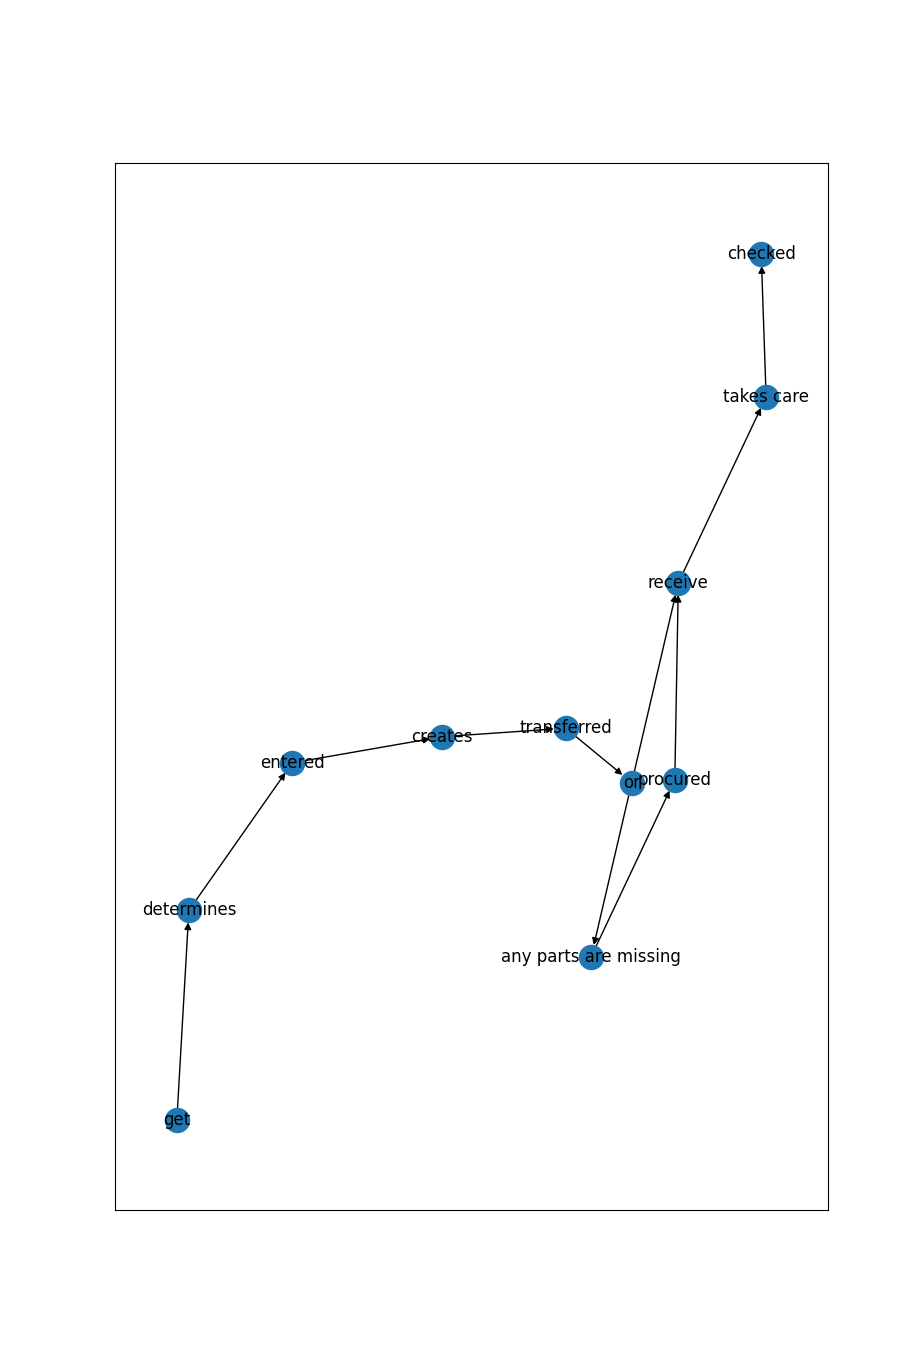 checked
takes care
receive
transferred
creates
entered
or
procured
determines
any parts are missing
get